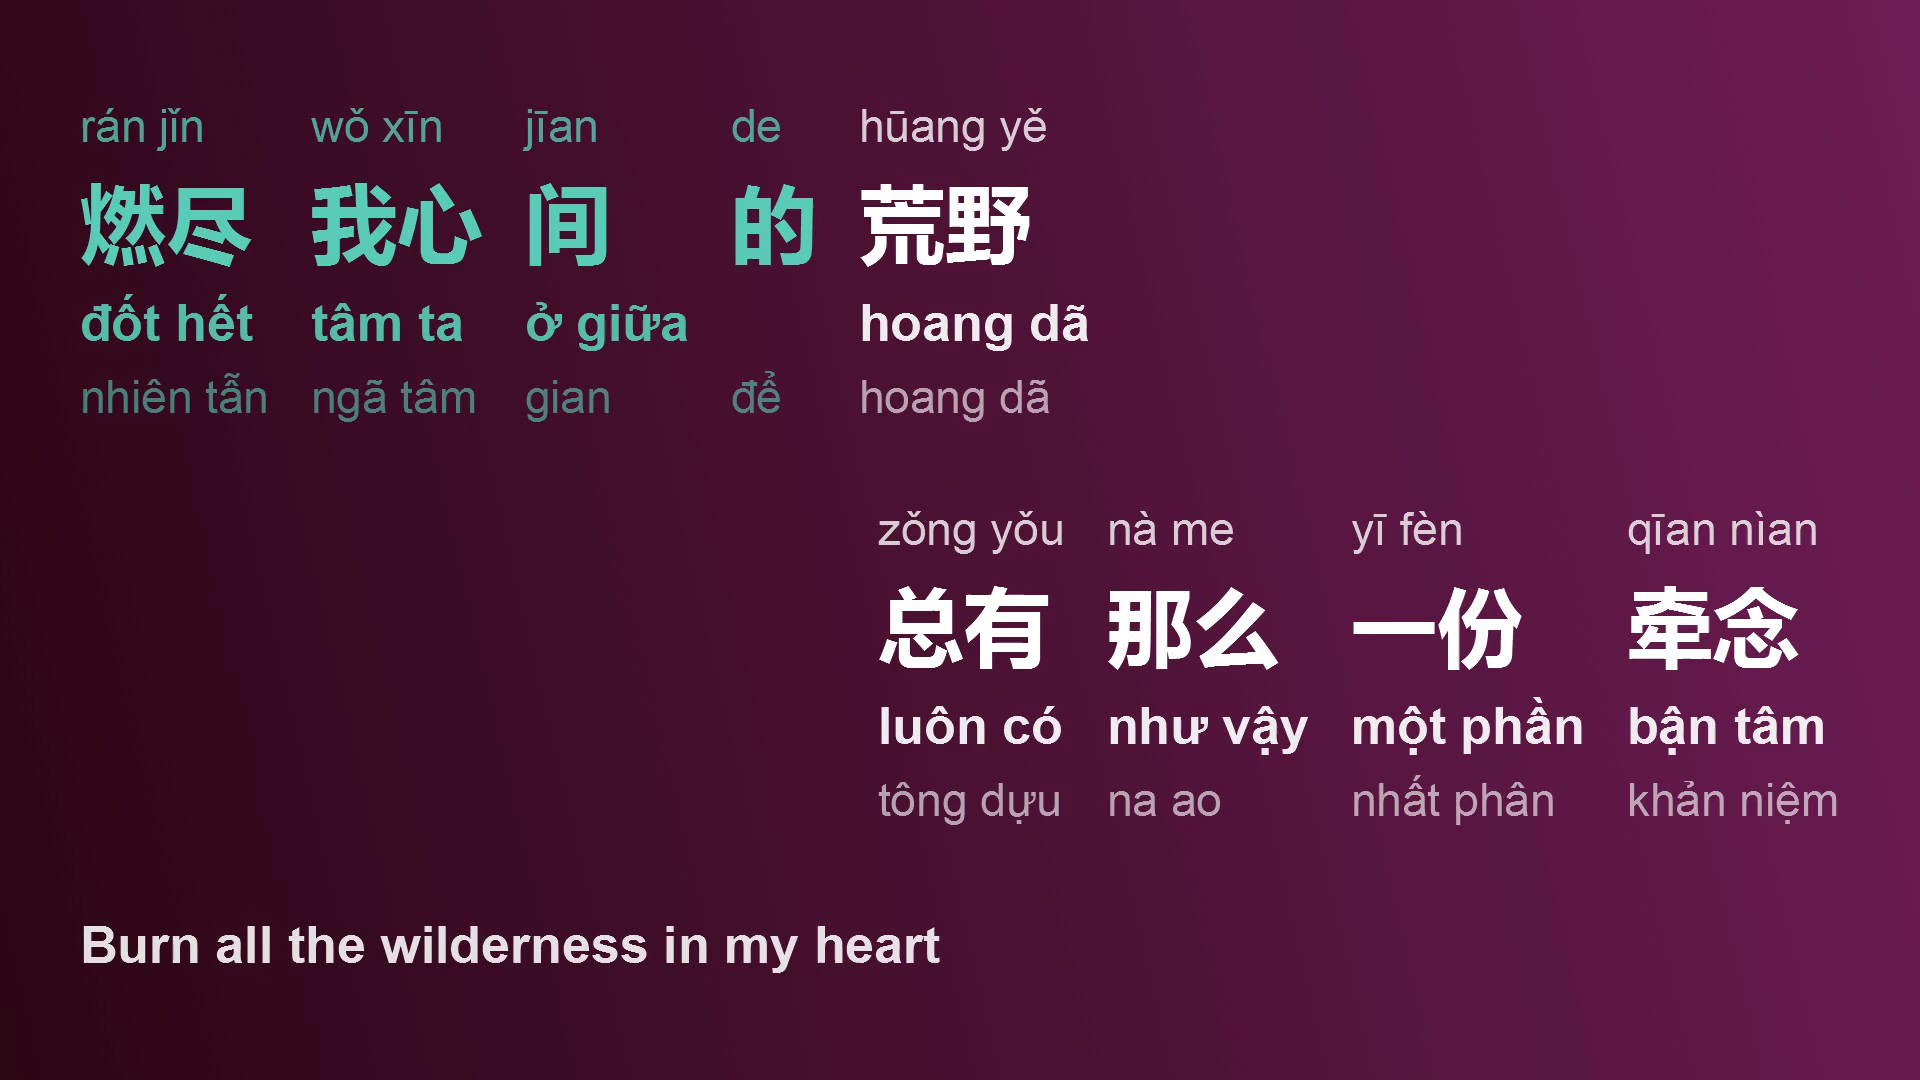 rán jǐn wǒ xīn jīan de hūang yě
燃尽 我心 间 的 荒野
đốt hết tâm ta ở giữa hoang dã
nhiên tẫn ngã tâm gian để hoang dã
zǒng yǒu nà me yī fèn qīan nìan
总有 那么 一份 牵念
luôn có như vậy một phần bận tâm
tông dựu na ao nhất phân khản niệm
Burn all the wilderness in my heart